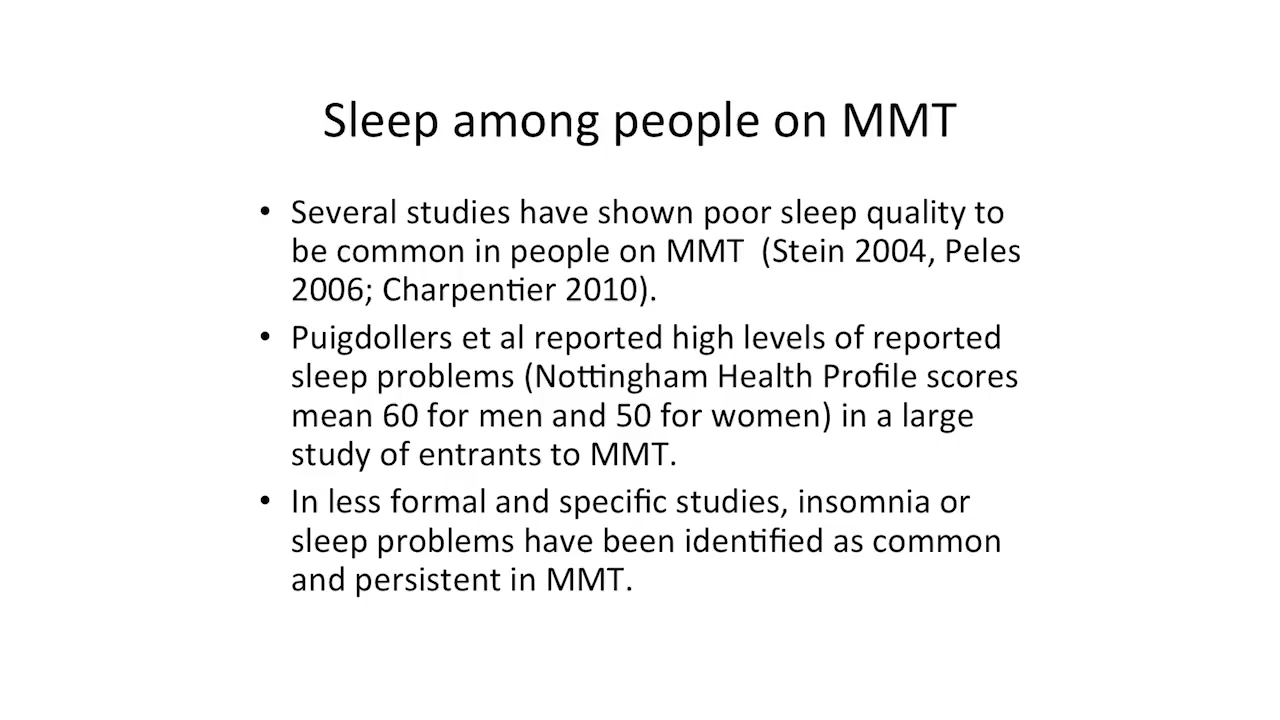 Sleep among people on MMT
• Several studies have shown poor sleep quality to
be common in people on MMT  (Stein 2004, Peles
2006; Charpentier 2010).
• Puigdollers et al reported high levels of reported
sleep problems (Nottingham Health Profile scores
mean 60 for men and 50 for women) in a large
study of entrants to MMT.
• In less formal and specific studies, insomnia or
sleep problems have been identified as common
and persistent in MMT.